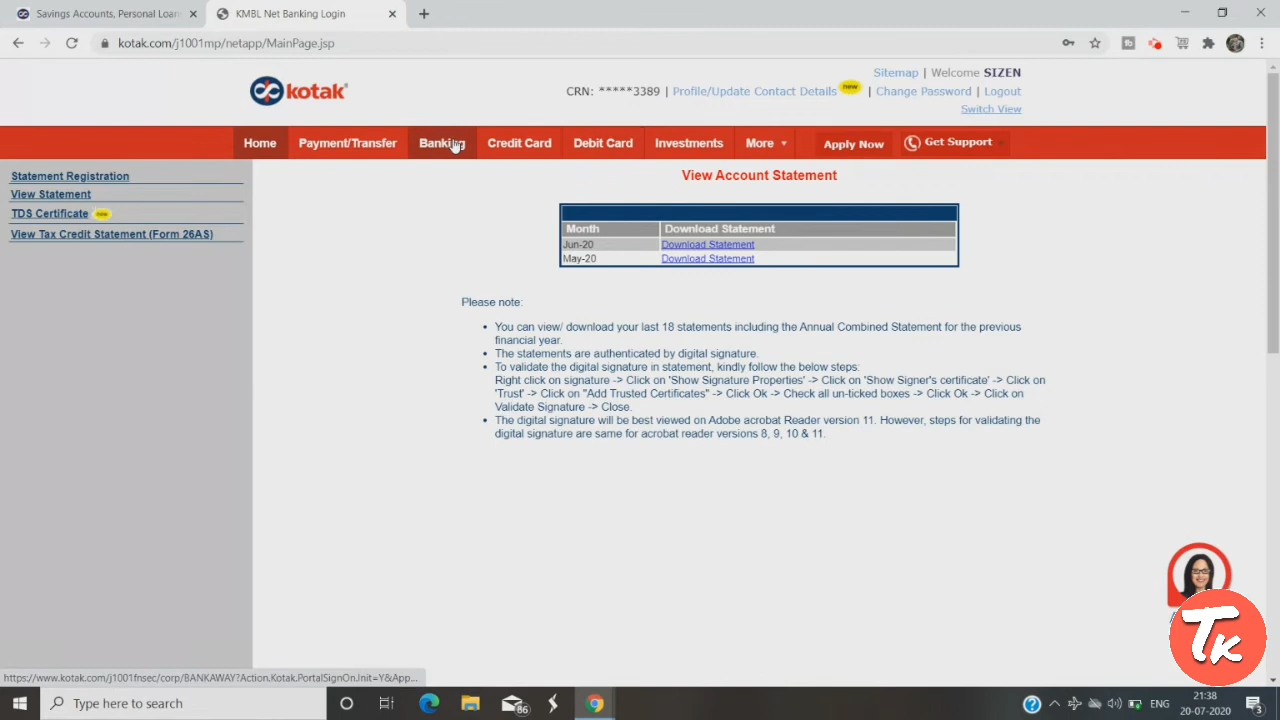 Savings Accounts, Personal Loan
KMBL Net Banking Login
kotak.com/j1001mp/netapp/MainPage.jsp
kotak
Sitemap | Welcome SIZEN
CRN: *****3389 | Profile/Update Contact Details new | Change Password | Logout
Switch View
Home Payment/Transfer Banking Credit Card Debit Card Investments More Apply Now Get Support
Statement Registration
View Statement
TDS Certificate new
View Tax Credit Statement (Form 26AS)
View Account Statement
Month Download Statement
Jun-20 Download Statement
May-20 Download Statement
Please note:
• You can view/ download your last 18 statements including the Annual Combined Statement for the previous
financial year.
• The statements are authenticated by digital signature.
• To validate the digital signature in statement, kindly follow the below steps:
Right click on signature -> Click on 'Show Signature Properties' -> Click on 'Show Signer's certificate' -> Click on
'Trust' -> Click on "Add Trusted Certificates" -> Click Ok -> Check all un-ticked boxes -> Click Ok -> Click on
Validate Signature -> Close.
• The digital signature will be best viewed on Adobe acrobat Reader version 11. However, steps for validating the
digital signature are same for acrobat reader versions 8, 9, 10 & 11.
Tk
https://www.kotak.com/j1001fnsec/corp/BANKAWAY?Action.Kotak.PortalSignOn.Init=Y&App...
Type here to search
86
ENG
21:38
20-07-2020
3